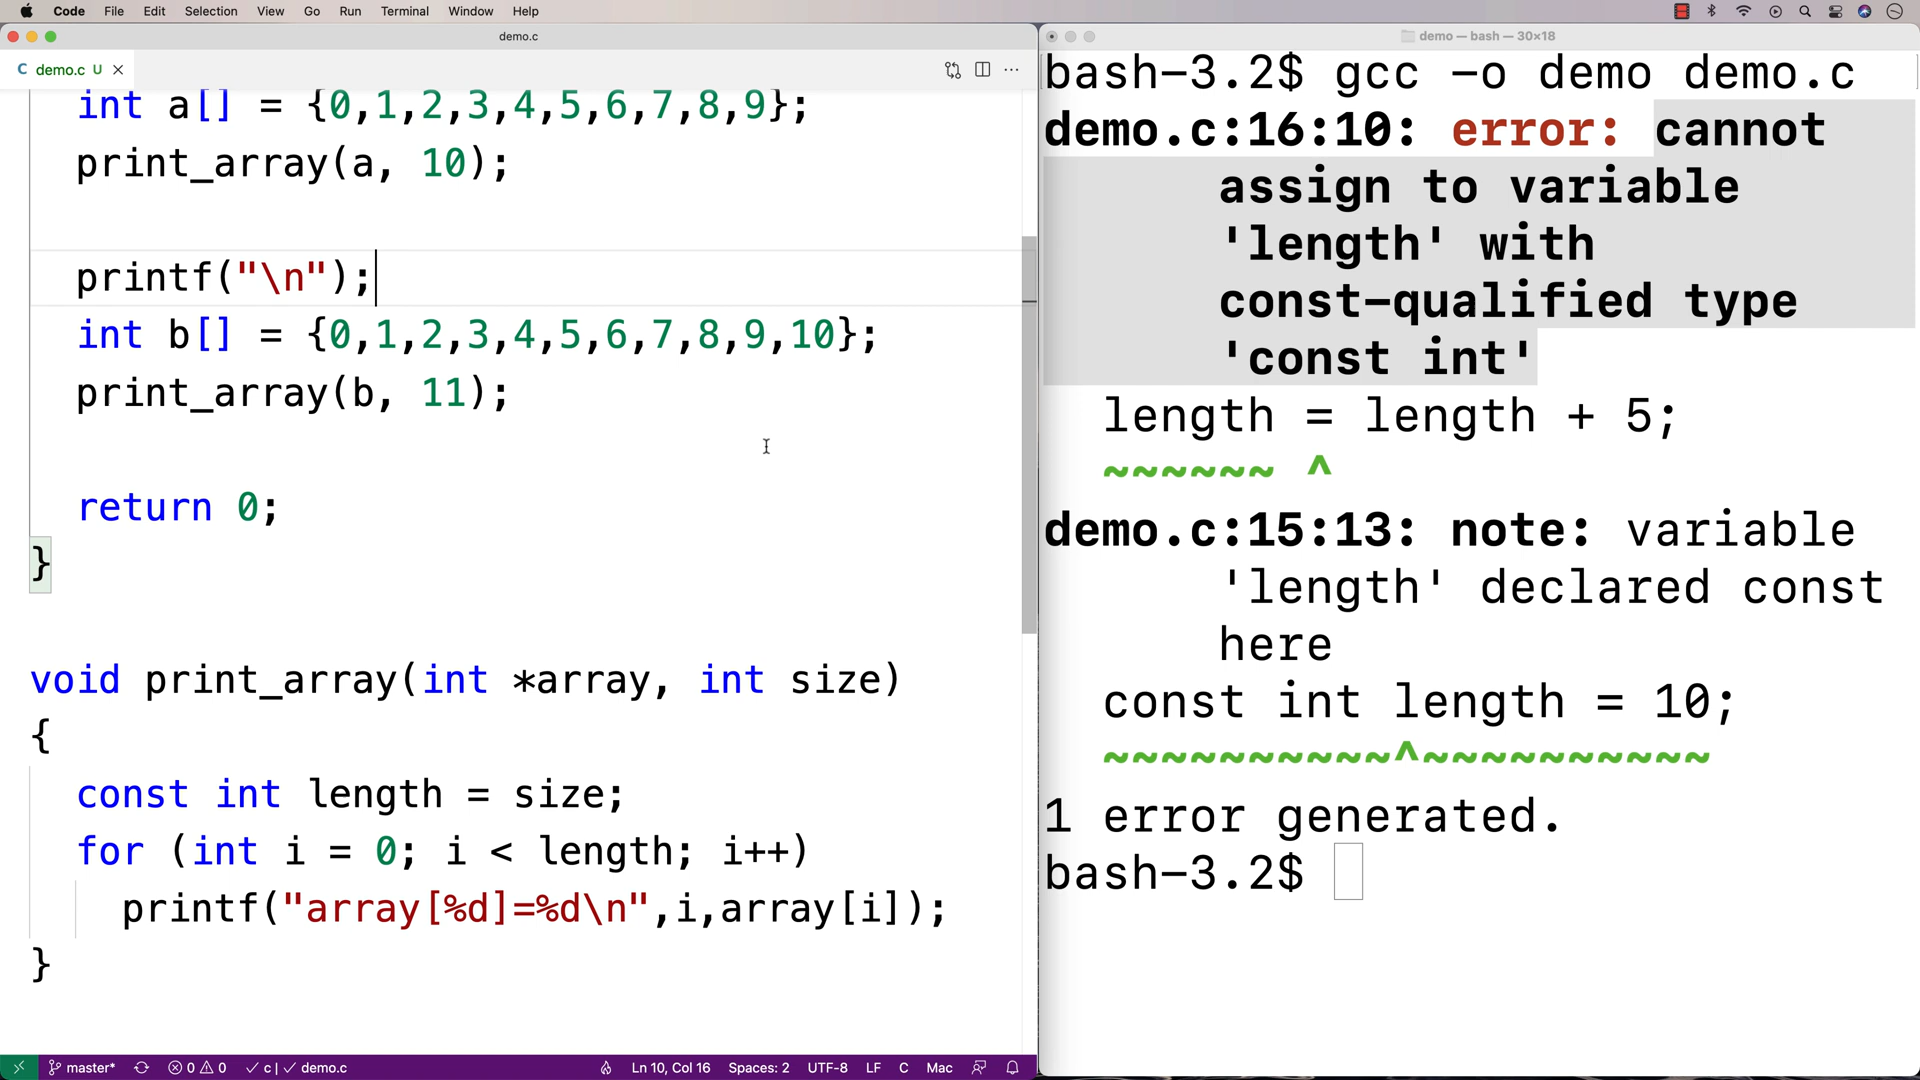 Code File Edit Selection View Go Run Terminal Window Help
demo.c
C demo.c U
int a[] = {0,1,2,3,4,5,6,7,8,9};
print_array(a, 10);
printf("\n");
int b[] = {0,1,2,3,4,5,6,7,8,9,10};
print_array(b, 11);
return 0;
}
void print_array(int *array, int size)
{
const int length = size;
for (int i = 0; i < length; i++)
printf("array[%d]=%d\n",i,array[i]);
}
master* 0 0 c | demo.c Ln 10, Col 16 Spaces: 2 UTF-8 LF C Mac
demo — bash — 30×18
bash-3.2$ gcc -o demo demo.c
demo.c:16:10: error: cannot
assign to variable
'length' with
const-qualified type
'const int'
length = length + 5;
~~~~~~ ^
demo.c:15:13: note: variable
'length' declared const
here
const int length = 10;
~~~~~~~~~~^~~~~~~~~~~
1 error generated.
bash-3.2$